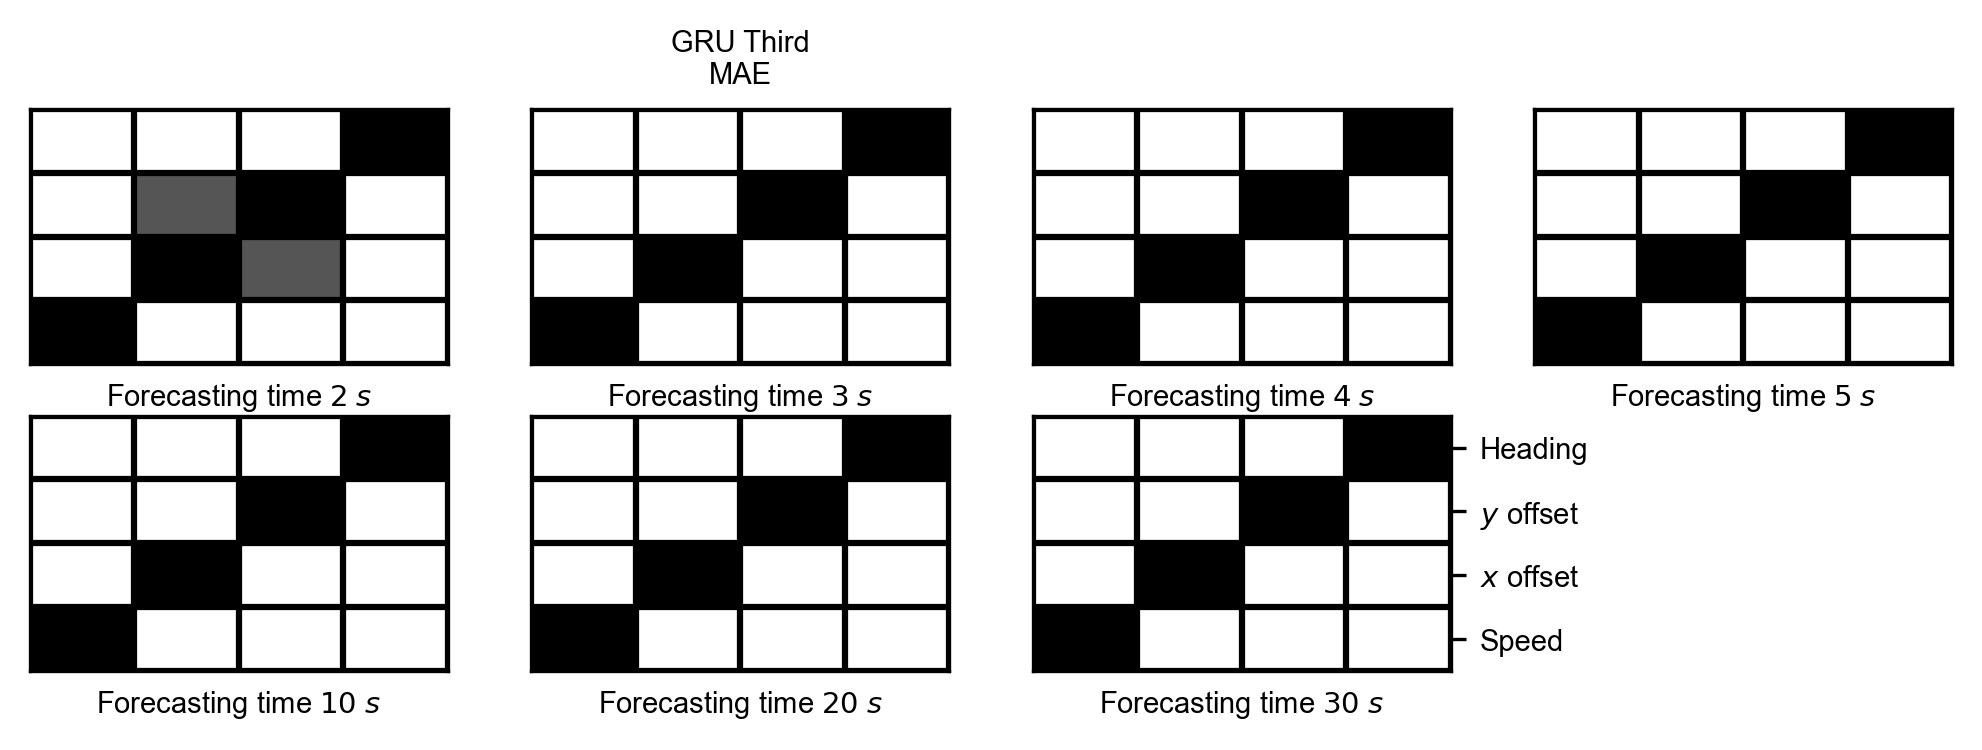 GRU Third
MAE
Forecasting time 2 s
Forecasting time 3 s
Forecasting time 4 s
Forecasting time 5 s
Heading
y offset
x offset
Speed
Forecasting time 10 s
Forecasting time 20 s
Forecasting time 30 s